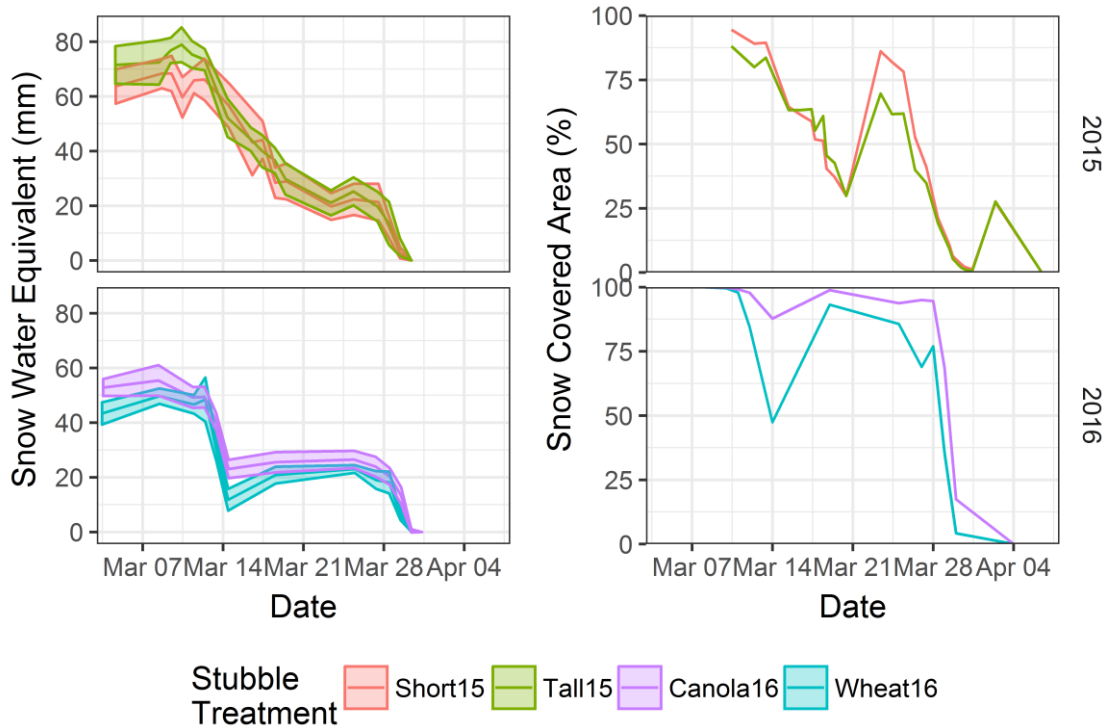 Snow Water Equivalent (mm)
80
60
40
20
0
80
60
40
20
0
Mar 07 Mar 14 Mar 21 Mar 28 Apr 04
Date
Snow Covered Area (%)
100
75
50
25
0
100
75
50
25
0
Mar 07 Mar 14 Mar 21 Mar 28 Apr 04
Date
2015
2016
Stubble
Treatment
Short15
Tall15
Canola16
Wheat16